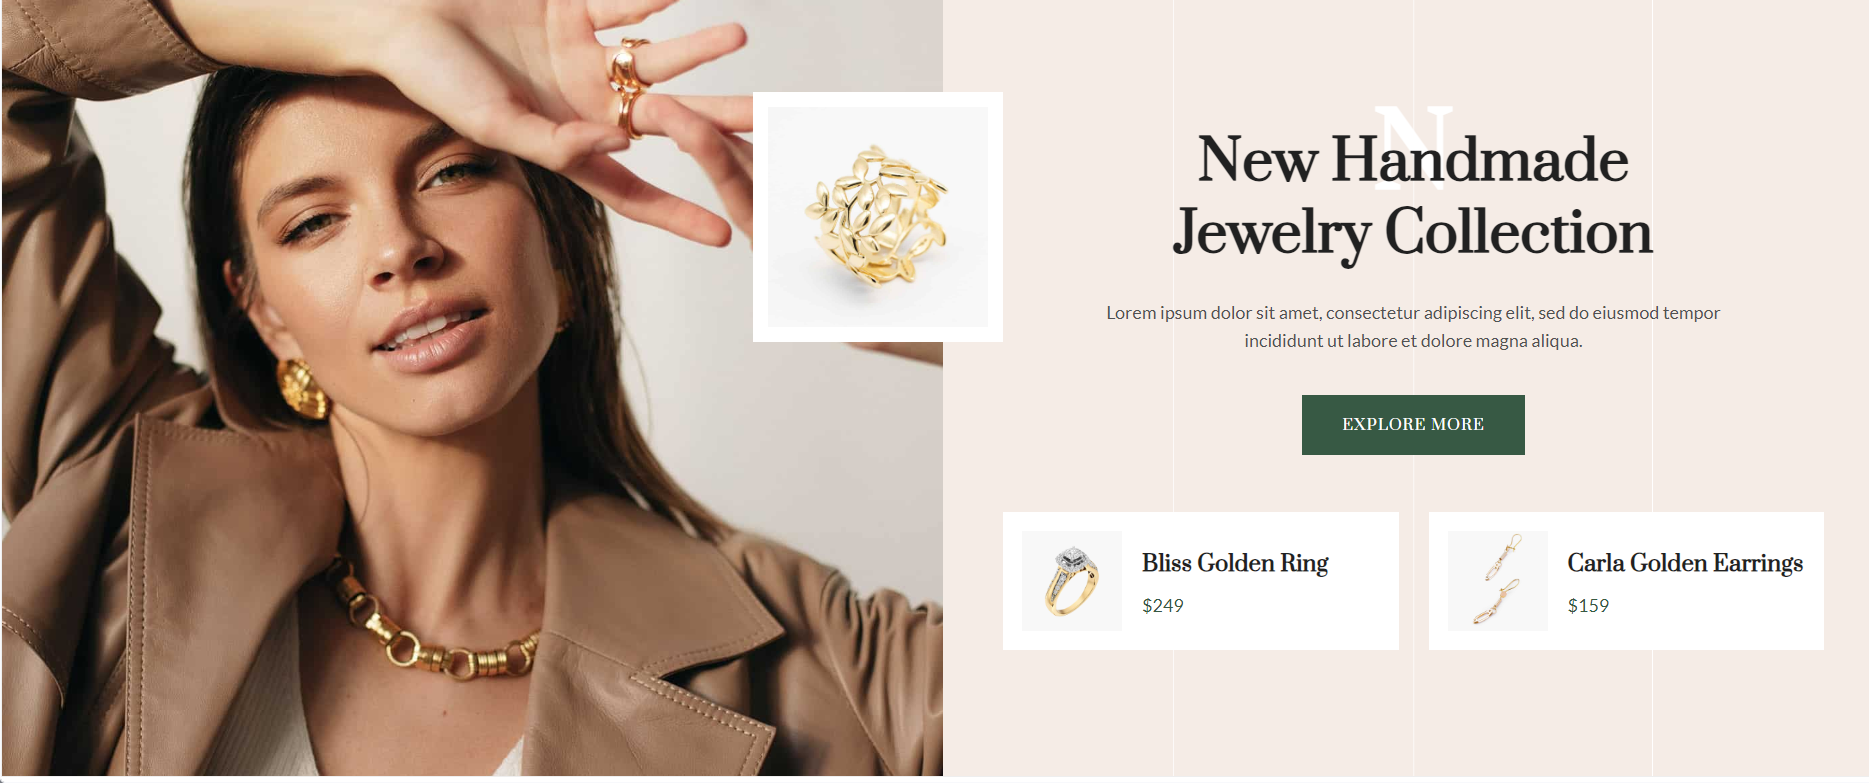 N
New Handmade
Jewelry Collection
Lorem ipsum dolor sit amet, consectetur adipiscing elit, sed do eiusmod tempor
incididunt ut labore et dolore magna aliqua.
EXPLORE MORE
Bliss Golden Ring
$249
Carla Golden Earrings
$159